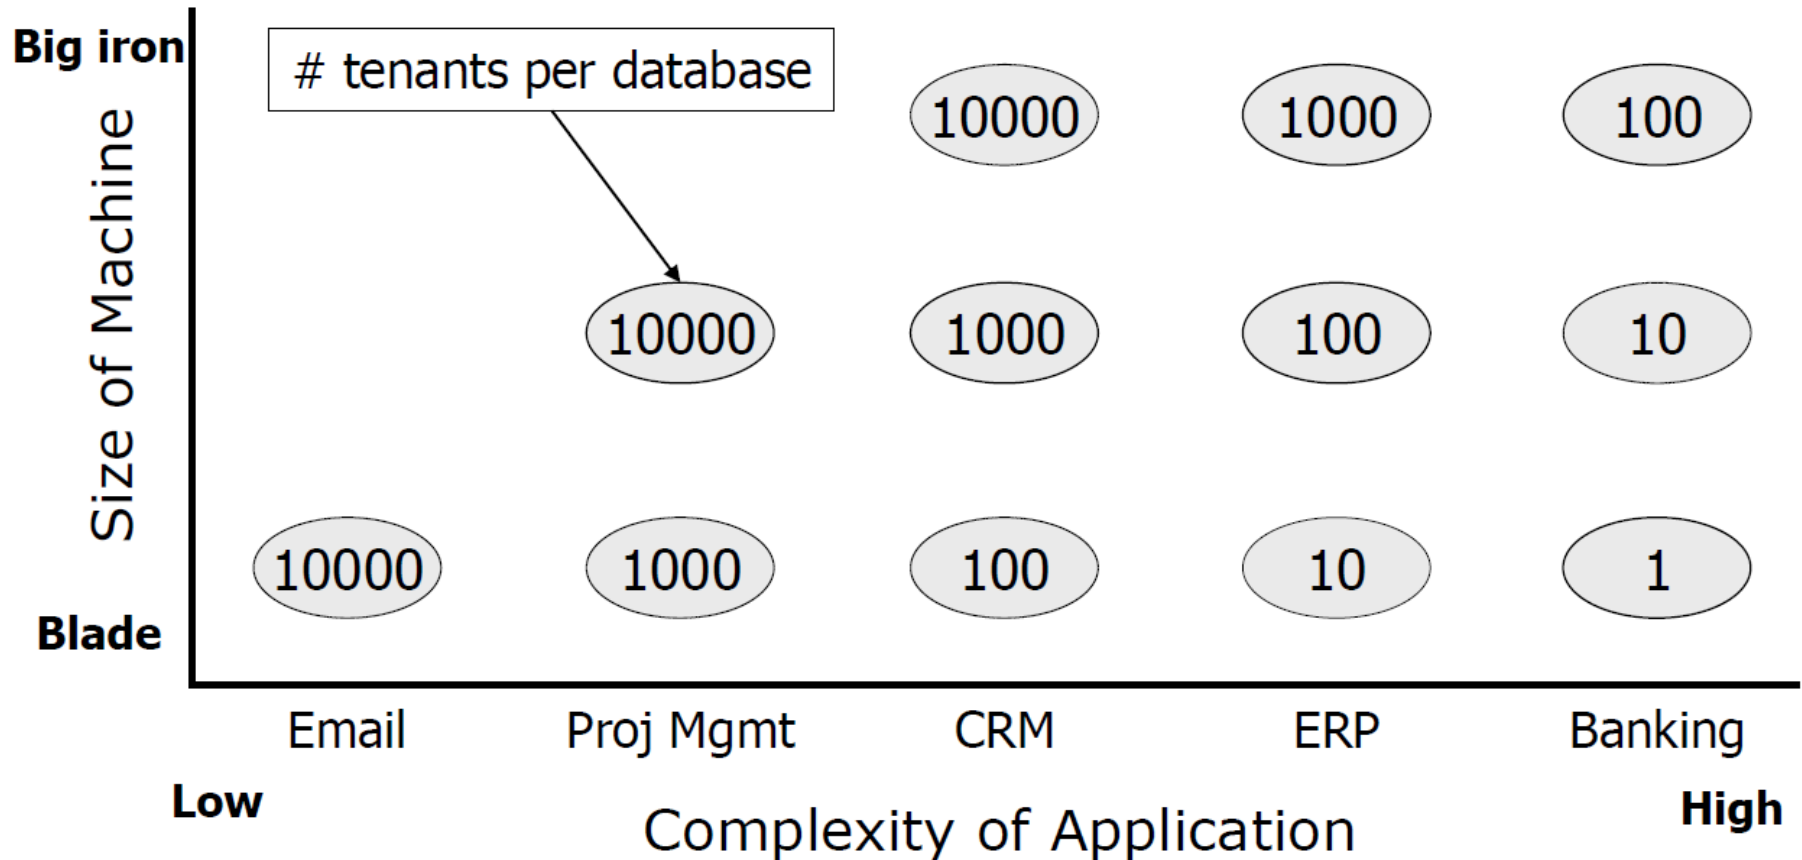 Big iron
# tenants per database
10000 1000 100
Size of Machine
10000 1000 100 10
10000 1000 100 10 1
Blade
Email Proj Mgmt CRM ERP Banking
Low
High
Complexity of Application